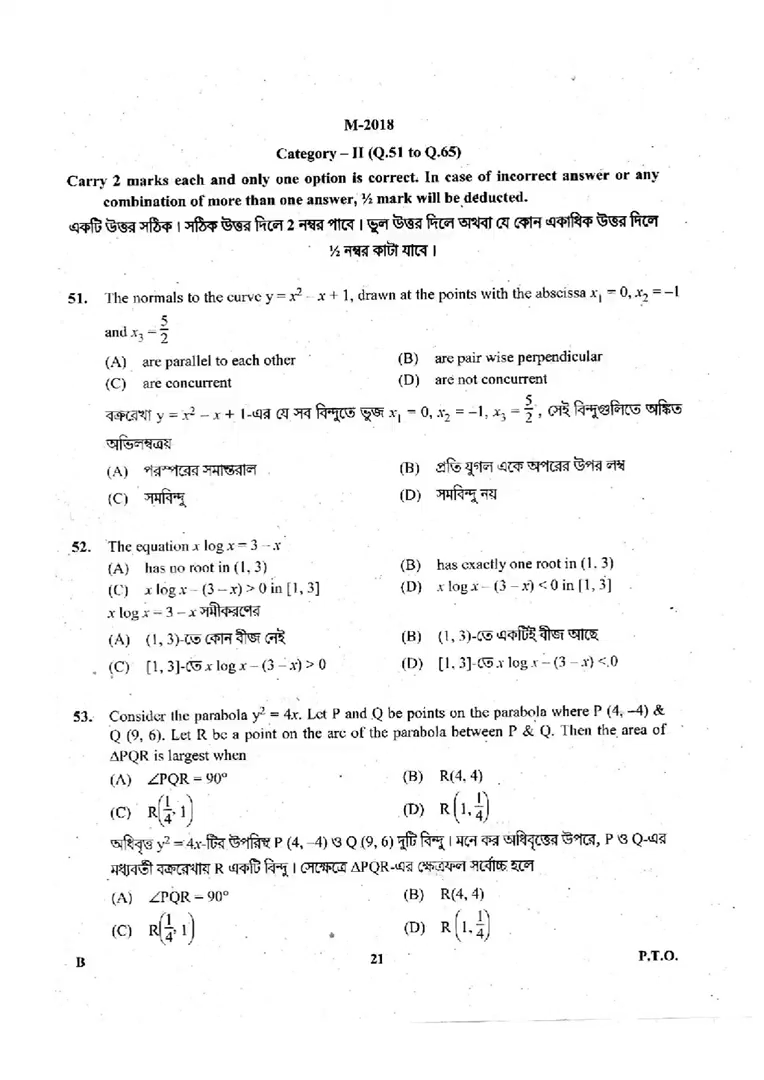 M-2018
Category – II (Q.51 to Q.65)
Carry 2 marks each and only one option is correct. In case of incorrect answer or any
combination of more than one answer, ½ mark will be deducted.
একটি উত্তর সঠিক। সঠিক উত্তর দিলে 2 নম্বর পাবে। ভুল উত্তর দিলে অথবা যে কোন একাধিক উত্তর দিলে
½ নম্বর কাটা যাবে।
51. The normals to the curve y = x² – x + 1, drawn at the points with the abscissa x₁ = 0, x₂ = –1
and x₃ = 5/2
(A) are parallel to each other (B) are pair wise perpendicular
(C) are concurrent (D) are not concurrent
বক্ররেখা y = x² – x + 1-এর যে সব বিন্দুতে ভুজ x₁ = 0, x₂ = –1, x₃ = 5/2, সেই বিন্দুগুলিতে অঙ্কিত
অভিলম্বত্রয়
(A) পরস্পরের সমান্তরাল (B) প্রতি যুগল একে অপরের উপর লম্ব
(C) সমবিন্দু (D) সমবিন্দু নয়
52. The equation x log x = 3 – x
(A) has no root in (1, 3) (B) has exactly one root in (1, 3)
(C) x log x – (3 – x) > 0 in [1, 3] (D) x log x – (3 – x) < 0 in [1, 3]
x log x = 3 – x সমীকরণের
(A) (1, 3)-তে কোন বীজ নেই (B) (1, 3)-তে একটিই বীজ আছে
(C) [1, 3]-তে x log x – (3 – x) > 0 (D) [1, 3]-তে x log x – (3 – x) < 0
53. Consider the parabola y² = 4x. Let P and Q be points on the parabola where P (4, –4) &
Q (9, 6). Let R be a point on the arc of the parabola between P & Q. Then the area of
ΔPQR is largest when
(A) ∠PQR = 90° (B) R(4, 4)
(C) R(1/4, 1) (D) R(1, 1/4)
অধিবৃত্ত y² = 4x-টির উপরিস্থ P (4, –4) ও Q (9, 6) দুটি বিন্দু। মনে কর অধিবৃত্তের উপরে, P ও Q-এর
মধ্যবর্তী বক্ররেখায় R একটি বিন্দু। সেক্ষেত্রে ΔPQR-এর ক্ষেত্রফল সর্বোচ্চ হলে
(A) ∠PQR = 90° (B) R(4, 4)
(C) R(1/4, 1) (D) R(1, 1/4)
B 21 P.T.O.